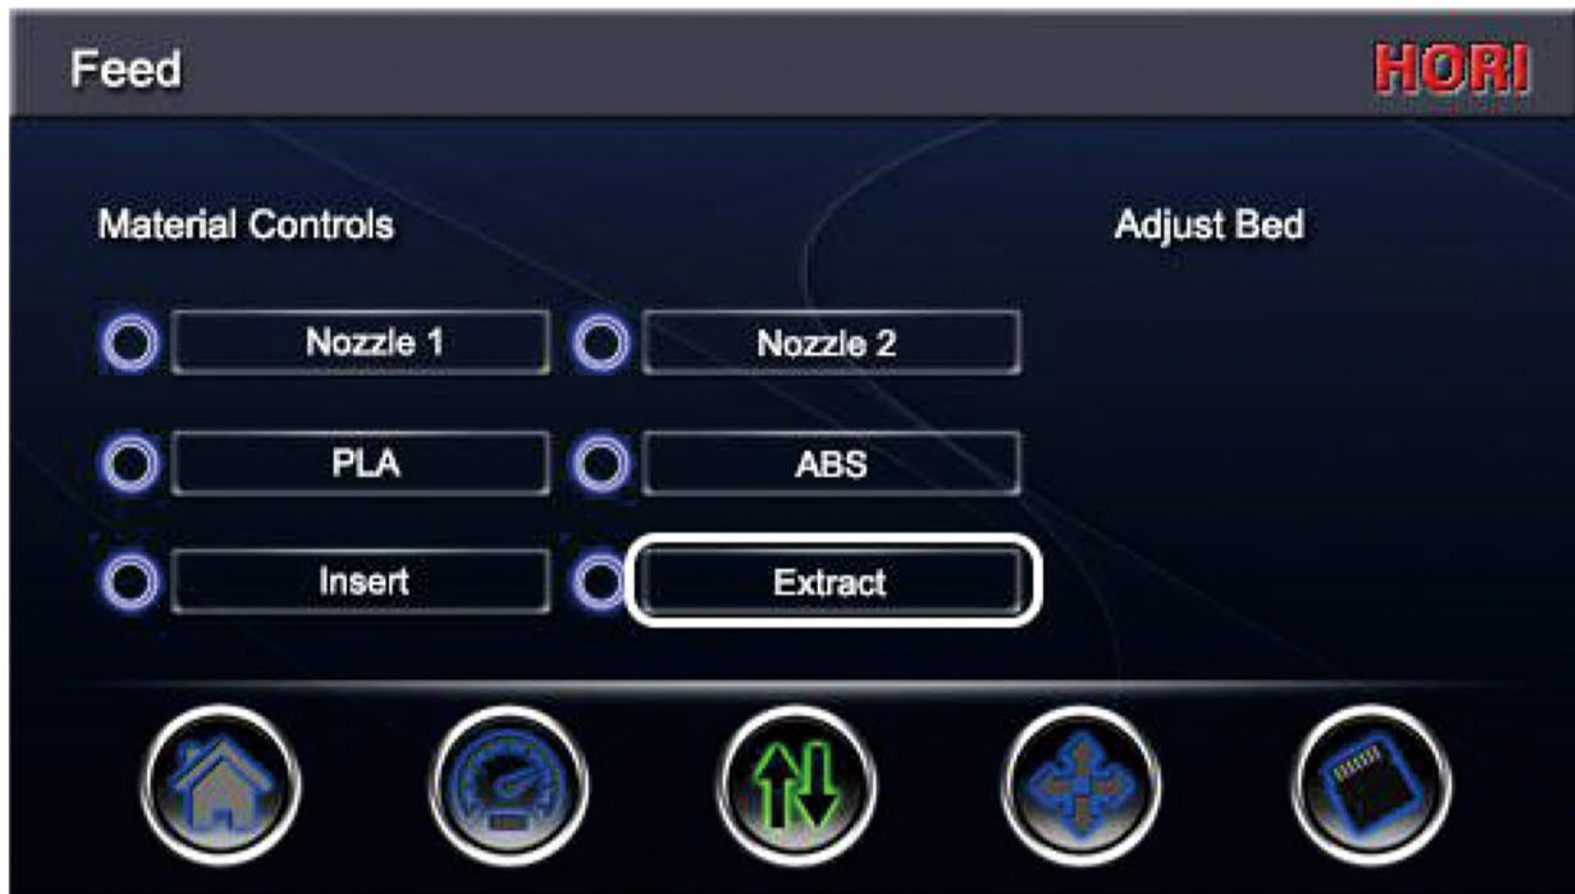 Feed HORI
Material Controls Adjust Bed
Nozzle 1 Nozzle 2
PLA ABS
Insert Extract